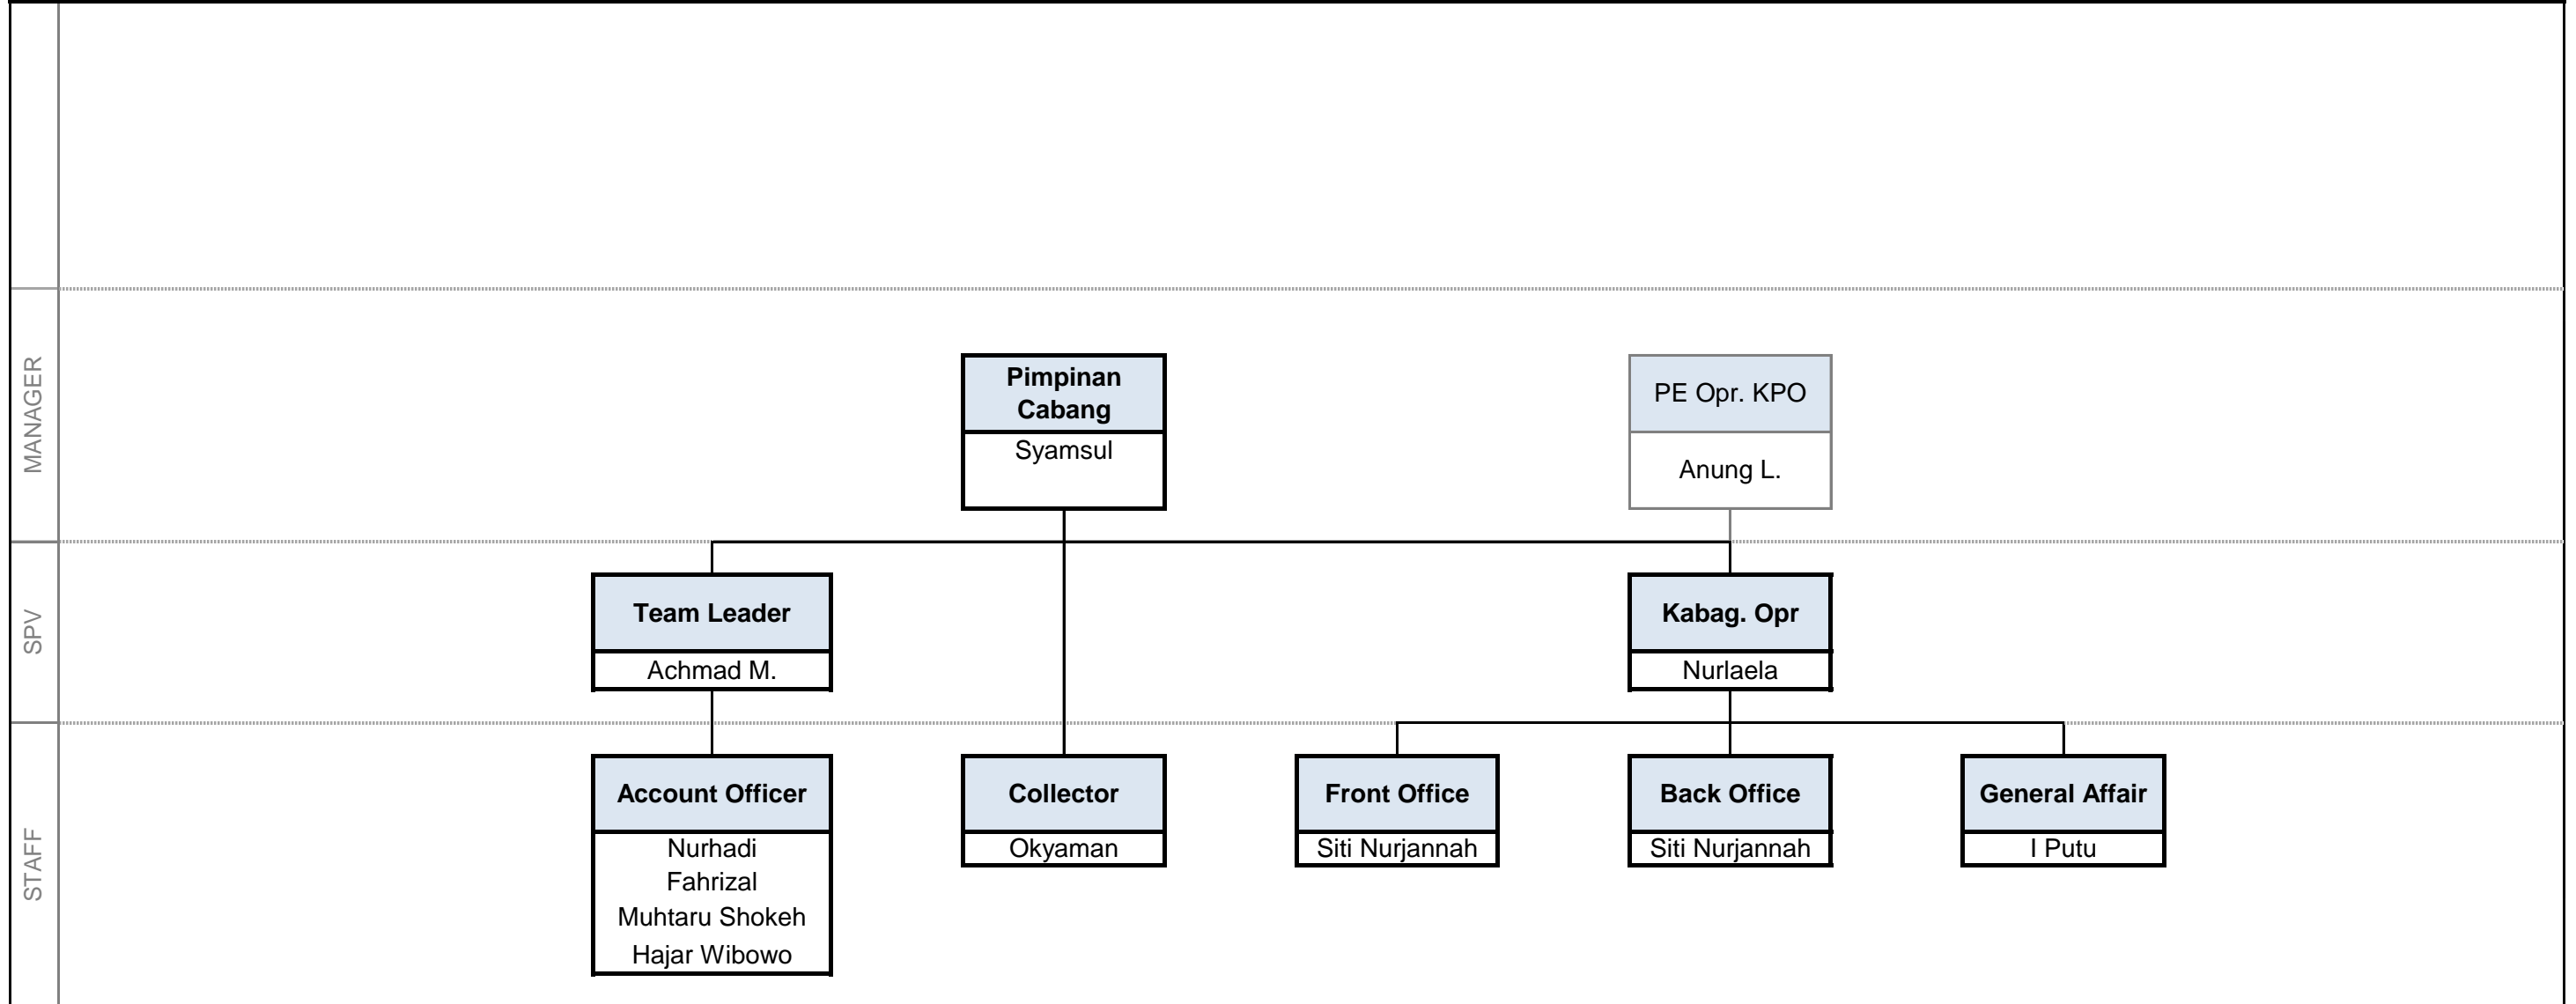 MANAGER
Pimpinan
Cabang
Syamsul
PE Opr. KPO
Anung L.
SPV
Team Leader
Achmad M.
Kabag. Opr
Nurlaela
STAFF
Account Officer
Nurhadi
Fahrizal
Muhtaru Shokeh
Hajar Wibowo
Collector
Okyaman
Front Office
Siti Nurjannah
Back Office
Siti Nurjannah
General Affair
I Putu